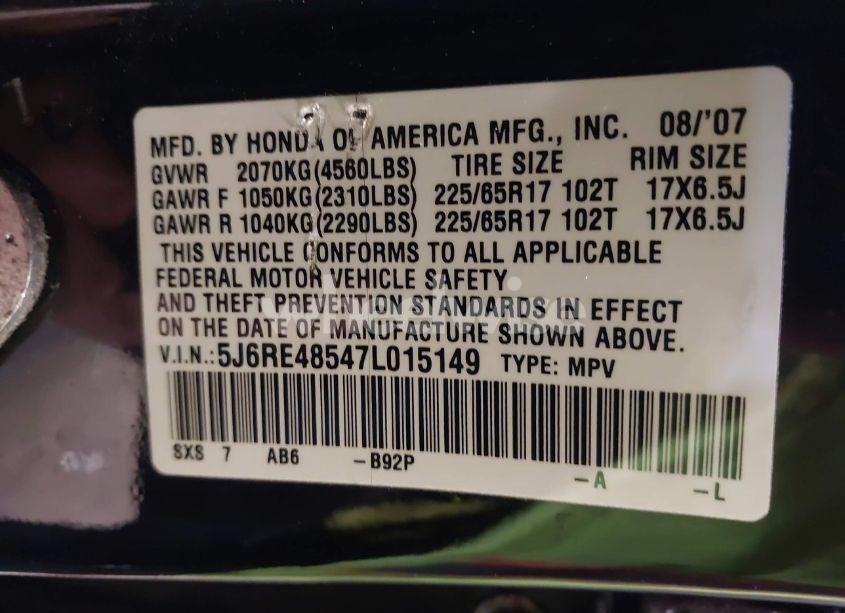 MFD. BY HONDA OF AMERICA MFG., INC. 08/'07
GVWR 2070KG(4560LBS) TIRE SIZE RIM SIZE
GAWR F 1050KG(2310LBS) 225/65R17 102T 17X6.5J
GAWR R 1040KG(2290LBS) 225/65R17 102T 17X6.5J
THIS VEHICLE CONFORMS TO ALL APPLICABLE
FEDERAL MOTOR VEHICLE SAFETY
AND THEFT PREVENTION STANDARDS IN EFFECT
ON THE DATE OF MANUFACTURE SHOWN ABOVE.
V.I.N.:5J6RE48547L015149 TYPE: MPV
SXS 7 AB6 -B92P -A -L